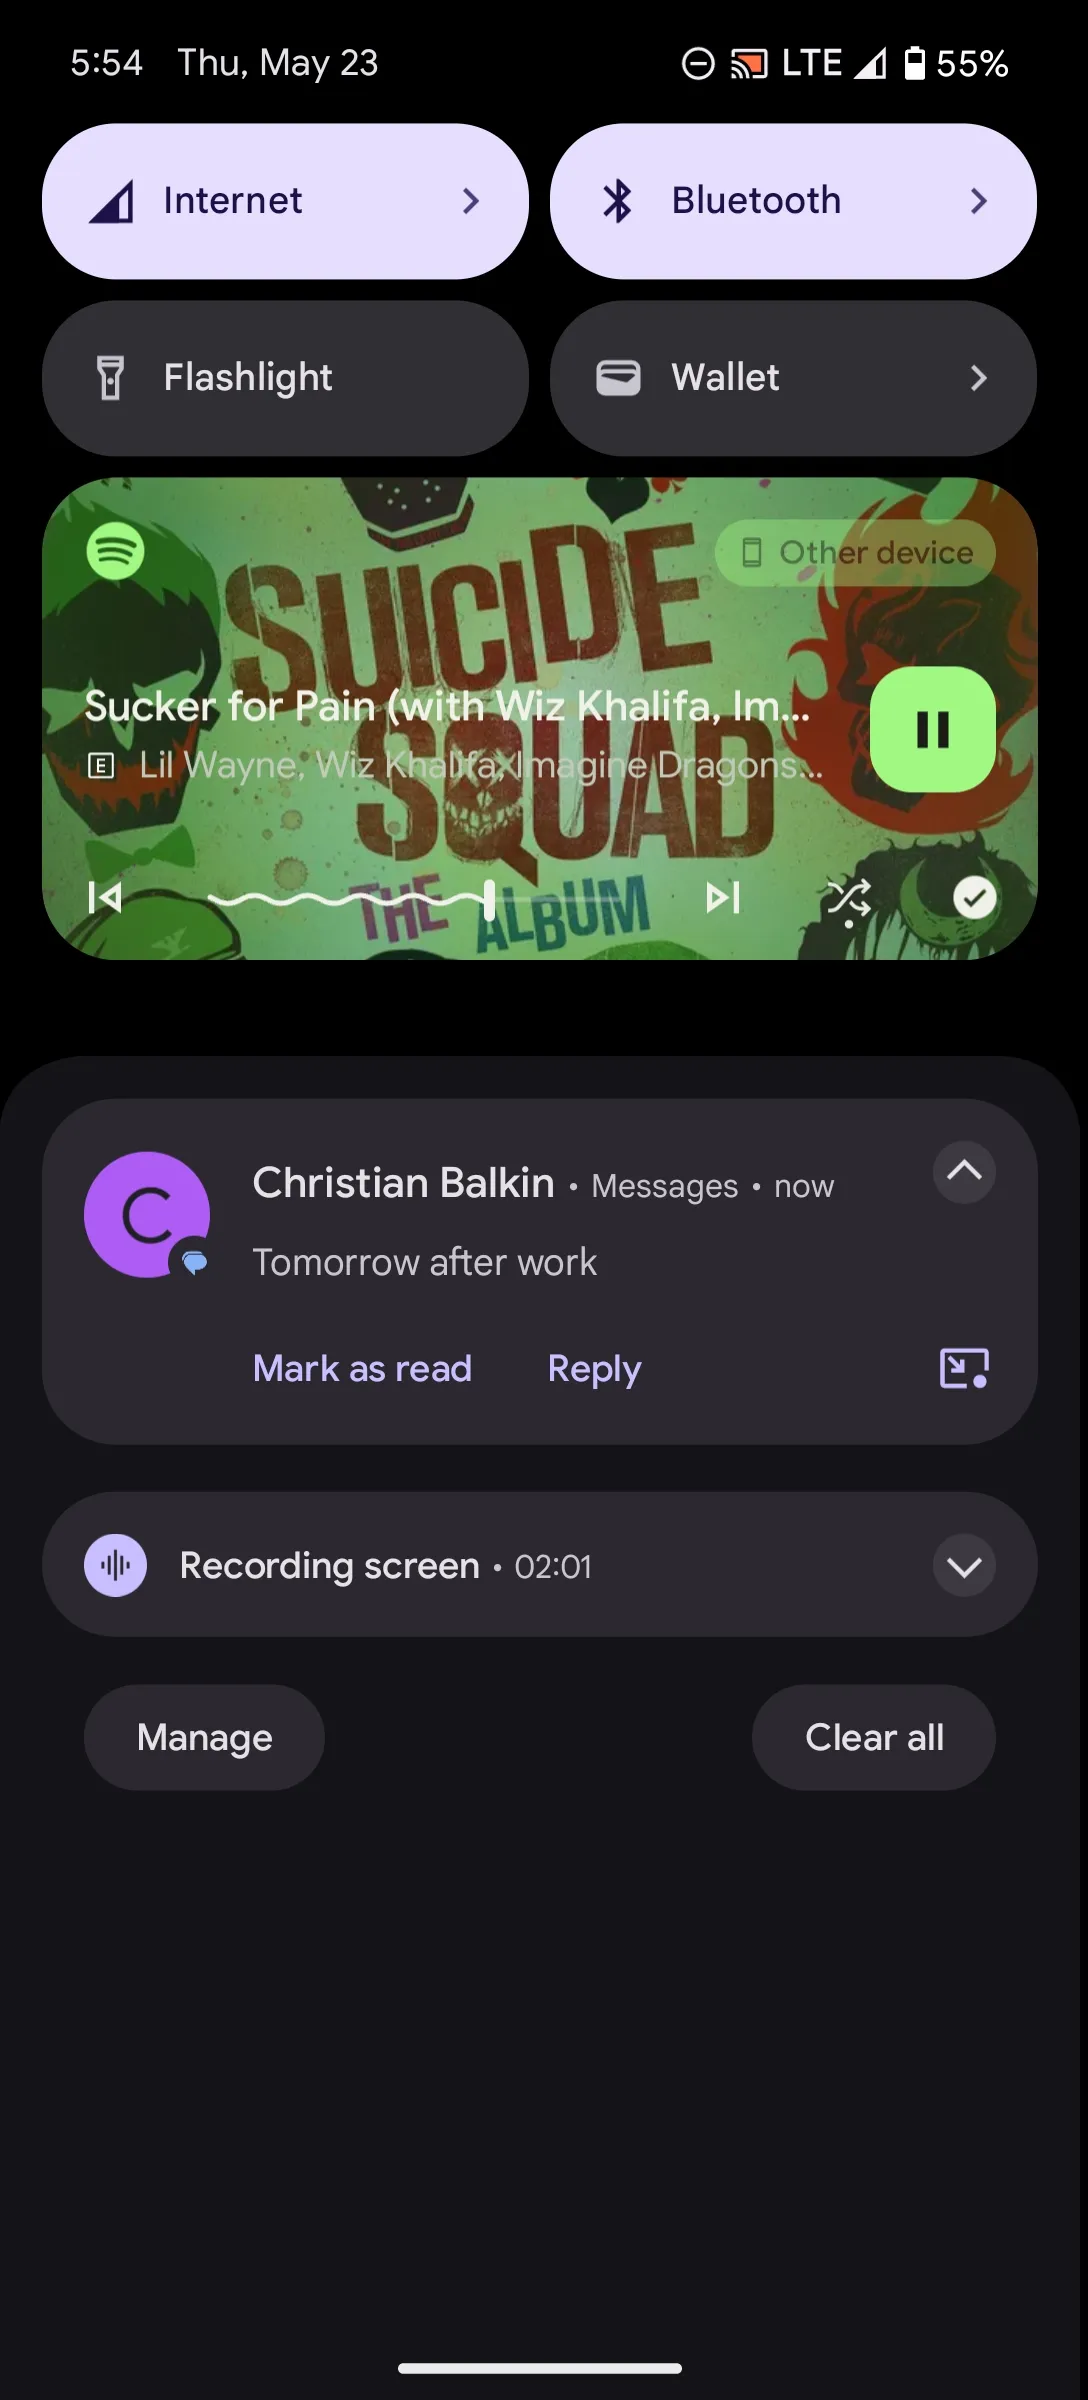 5:54 Thu, May 23 LTE 55%
Internet
Bluetooth
Flashlight
Wallet
Other device
SUICIDE
SQUAD
THE ALBUM
Sucker for Pain (with Wiz Khalifa, Im...
E Lil Wayne, Wiz Khalifa, Imagine Dragons...
C
Christian Balkin • Messages • now
Tomorrow after work
Mark as read Reply
Recording screen • 02:01
Manage
Clear all